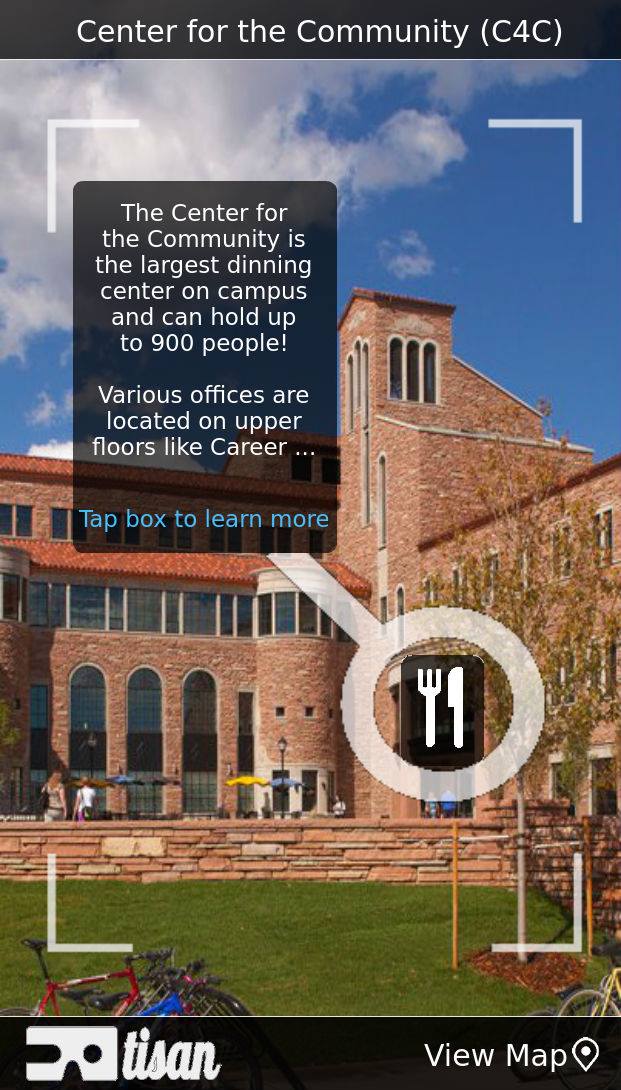 Center for the Community (C4C)
The Center for
the Community is
the largest dinning
center on campus
and can hold up
to 900 people!
Various offices are
located on upper
floors like Career ...
Tap box to learn more
tisan
View Map